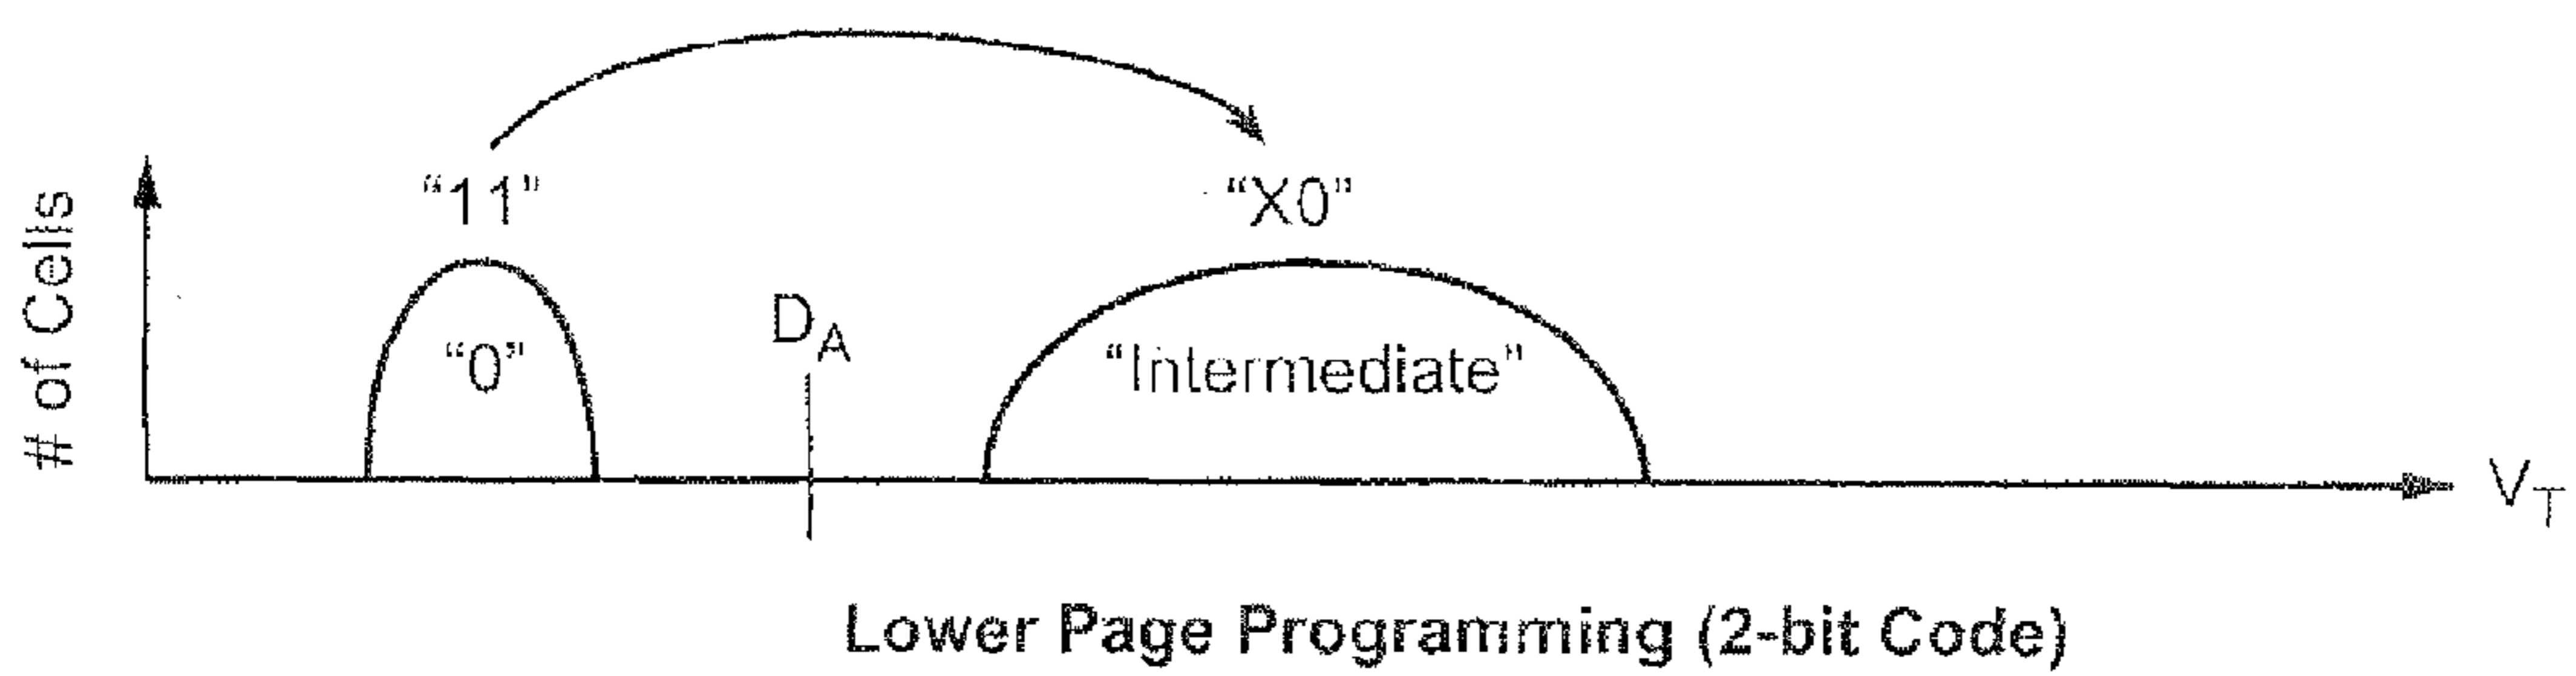 “11”
“X0”
# of Cells
“0”
DA
“Intermediate”
VT
Lower Page Programming (2-bit Code)